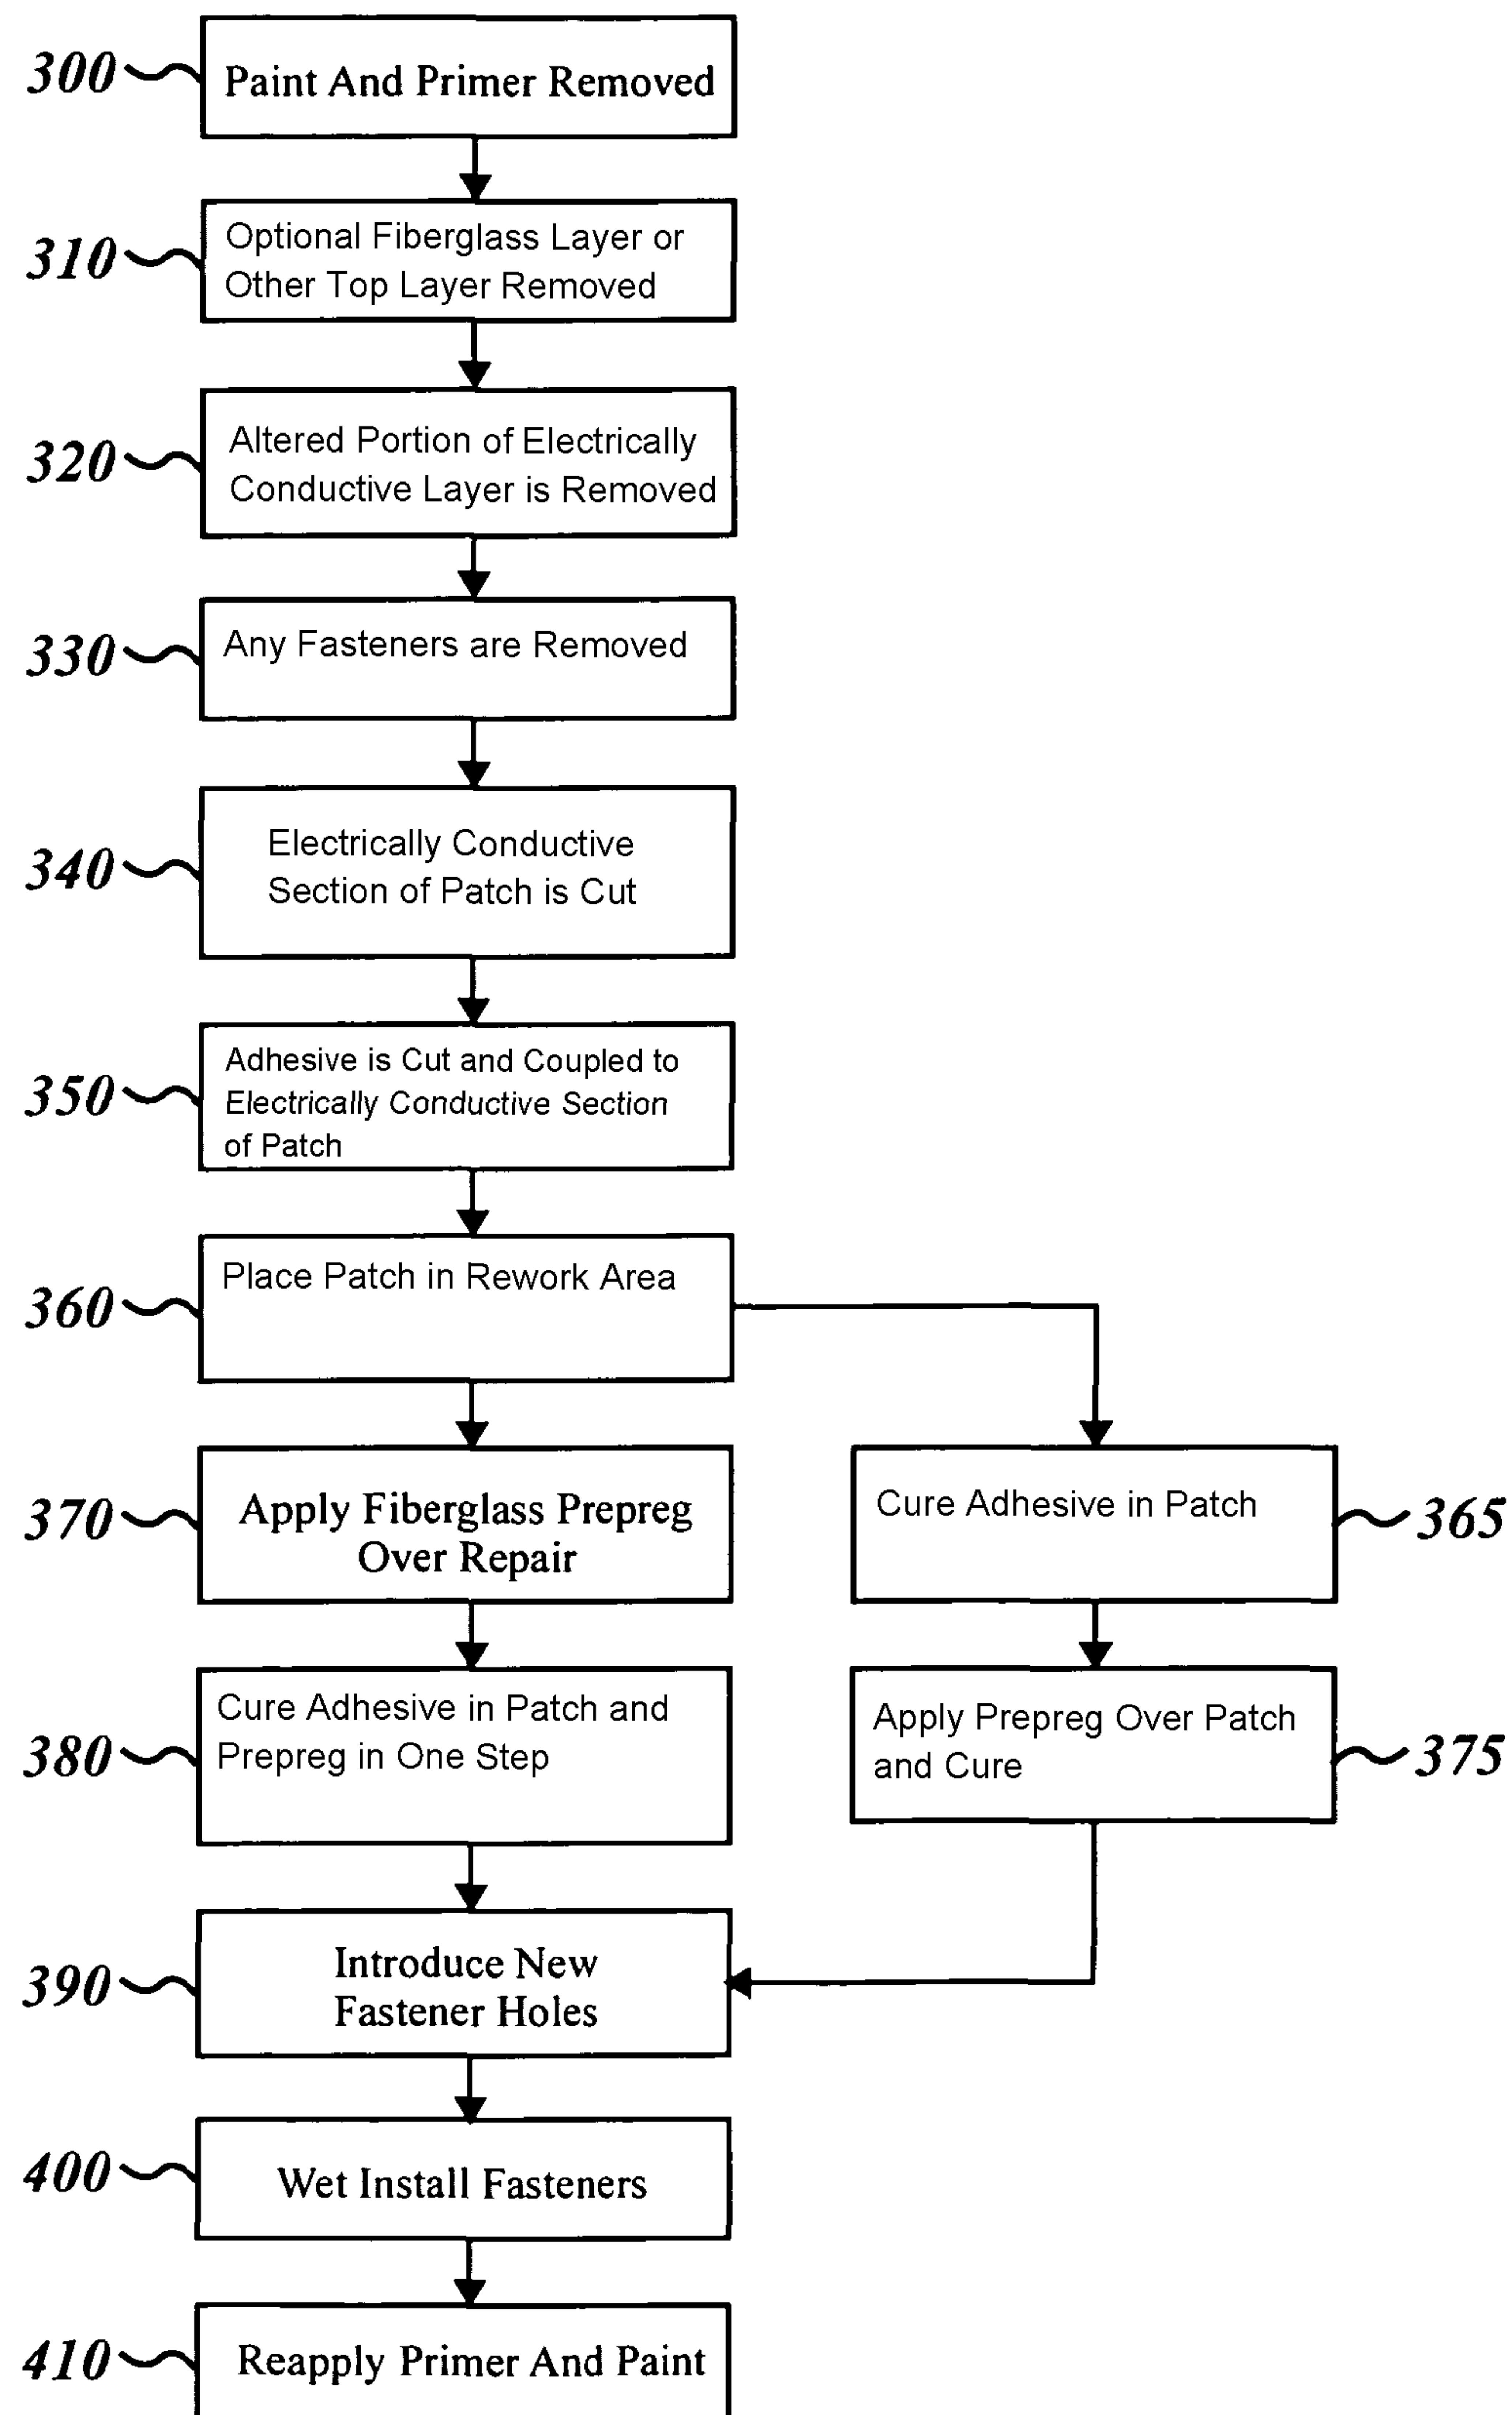 300
Paint And Primer Removed
310
Optional Fiberglass Layer or
Other Top Layer Removed
320
Altered Portion of Electrically
Conductive Layer is Removed
330
Any Fasteners are Removed
340
Electrically Conductive
Section of Patch is Cut
350
Adhesive is Cut and Coupled to
Electrically Conductive Section
of Patch
360
Place Patch in Rework Area
370
Apply Fiberglass Prepreg
Over Repair
Cure Adhesive in Patch
365
380
Cure Adhesive in Patch and
Prepreg in One Step
Apply Prepreg Over Patch
and Cure
375
390
Introduce New
Fastener Holes
400
Wet Install Fasteners
410
Reapply Primer And Paint